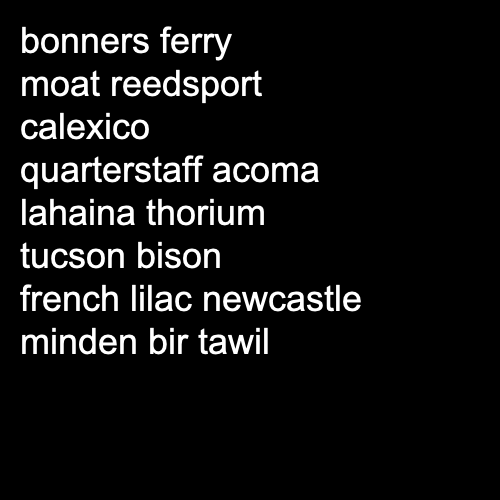 bonners ferry
moat reedsport
calexico
quarterstaff acoma
lahaina thorium
tucson bison
french lilac newcastle
minden bir tawil